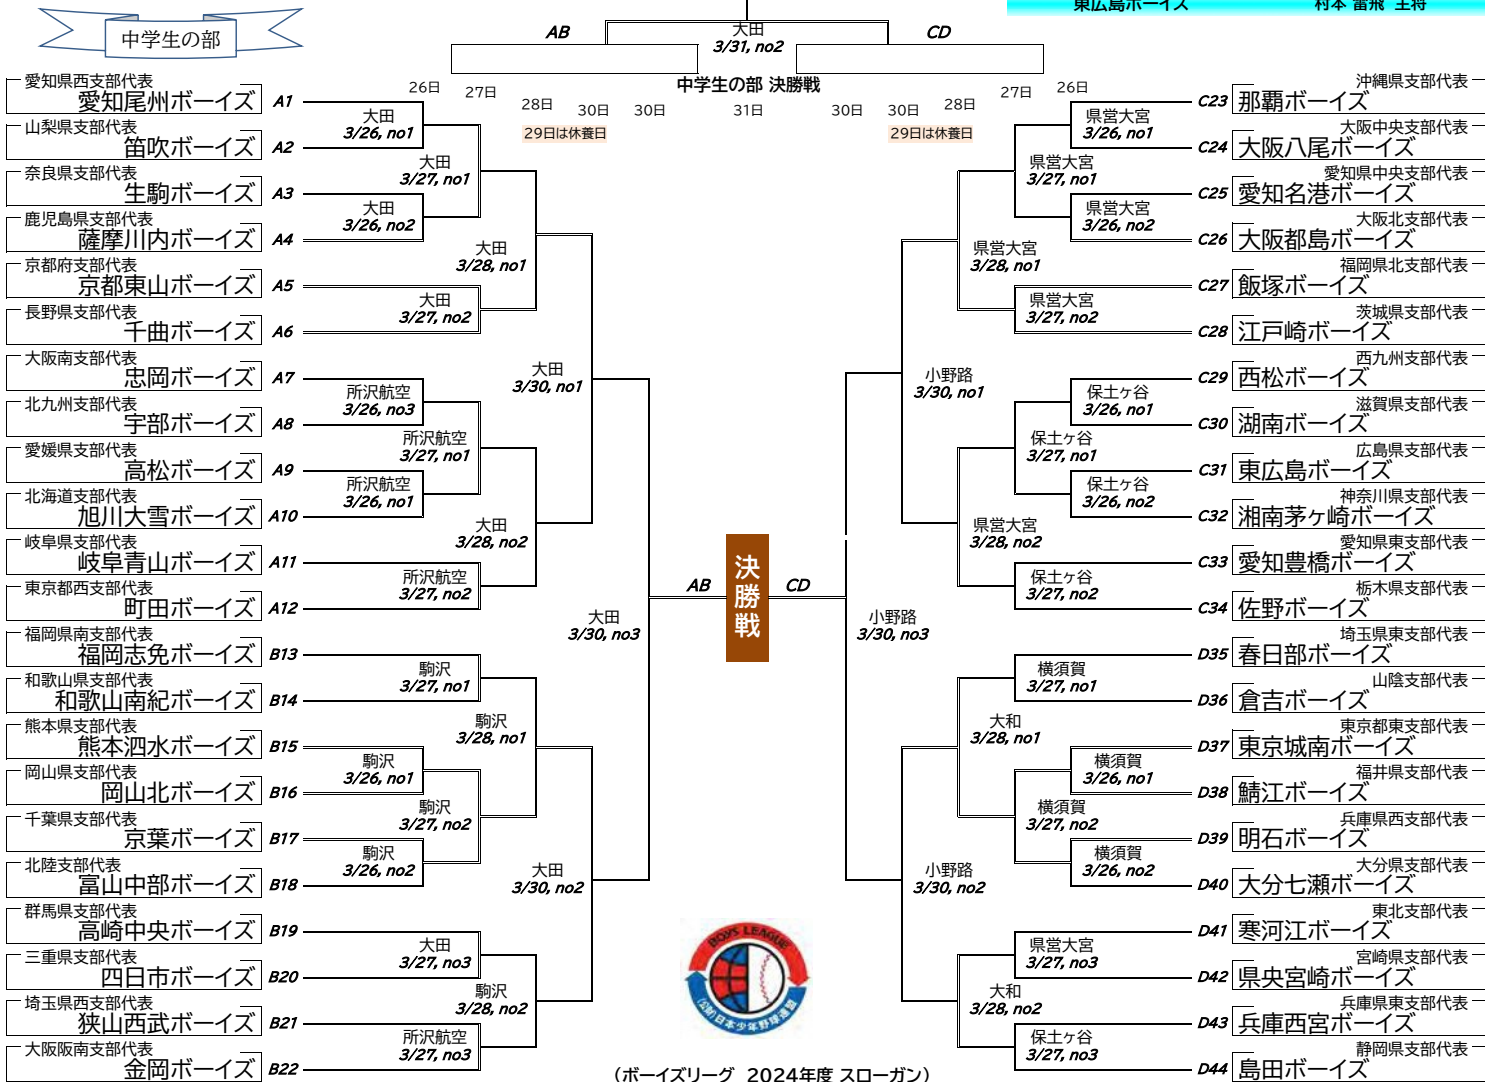 東広島ボーイズ 村本 雷飛 主将
中学生の部
AB 大田 CD
3/31, no2
中学生の部 決勝戦
26日 27日 28日 30日 30日 31日 30日 30日 28日 27日 26日
29日は休養日 29日は休養日
愛知県西支部代表
愛知尾州ボーイズ A1
山梨県支部代表
笛吹ボーイズ A2
奈良県支部代表
生駒ボーイズ A3
鹿児島県支部代表
薩摩川内ボーイズ A4
京都府支部代表
京都東山ボーイズ A5
長野県支部代表
千曲ボーイズ A6
大阪南支部代表
忠岡ボーイズ A7
北九州支部代表
宇部ボーイズ A8
愛媛県支部代表
高松ボーイズ A9
北海道支部代表
旭川大雪ボーイズ A10
岐阜県支部代表
岐阜青山ボーイズ A11
東京都西支部代表
町田ボーイズ A12
福岡県南支部代表
福岡志免ボーイズ B13
和歌山県支部代表
和歌山南紀ボーイズ B14
熊本県支部代表
熊本泗水ボーイズ B15
岡山県支部代表
岡山北ボーイズ B16
千葉県支部代表
京葉ボーイズ B17
北陸支部代表
富山中部ボーイズ B18
群馬県支部代表
高崎中央ボーイズ B19
三重県支部代表
四日市ボーイズ B20
埼玉県西支部代表
狭山西武ボーイズ B21
大阪阪南支部代表
金岡ボーイズ B22
大田
3/26, no1
大田
3/26, no2
所沢航空
3/26, no3
所沢航空
3/26, no1
駒沢
3/26, no1
駒沢
3/26, no2
大田
3/27, no1
大田
3/27, no2
所沢航空
3/27, no1
所沢航空
3/27, no2
駒沢
3/27, no1
駒沢
3/27, no2
大田
3/27, no3
所沢航空
3/27, no3
大田
3/28, no1
大田
3/28, no2
駒沢
3/28, no1
駒沢
3/28, no2
大田
3/30, no1
大田
3/30, no2
大田
3/30, no3
AB 決勝戦 CD
小野路
3/30, no3
小野路
3/30, no1
小野路
3/30, no2
県営大宮
3/28, no1
県営大宮
3/28, no2
大和
3/28, no1
大和
3/28, no2
県営大宮
3/27, no1
県営大宮
3/27, no2
保土ヶ谷
3/27, no1
保土ヶ谷
3/27, no2
横須賀
3/27, no1
横須賀
3/27, no2
県営大宮
3/27, no3
保土ヶ谷
3/27, no3
県営大宮
3/26, no1
県営大宮
3/26, no2
保土ヶ谷
3/26, no1
保土ヶ谷
3/26, no2
横須賀
3/26, no1
横須賀
3/26, no2
沖縄県支部代表
C23 那覇ボーイズ
大阪中央支部代表
C24 大阪八尾ボーイズ
愛知県中央支部代表
C25 愛知名港ボーイズ
大阪北支部代表
C26 大阪都島ボーイズ
福岡県北支部代表
C27 飯塚ボーイズ
茨城県支部代表
C28 江戸崎ボーイズ
西九州支部代表
C29 西松ボーイズ
滋賀県支部代表
C30 湖南ボーイズ
広島県支部代表
C31 東広島ボーイズ
神奈川県支部代表
C32 湘南茅ヶ崎ボーイズ
愛知県東支部代表
C33 愛知豊橋ボーイズ
栃木県支部代表
C34 佐野ボーイズ
埼玉県東支部代表
D35 春日部ボーイズ
山陰支部代表
D36 倉吉ボーイズ
東京都東支部代表
D37 東京城南ボーイズ
福井県支部代表
D38 鯖江ボーイズ
兵庫県西支部代表
D39 明石ボーイズ
大分県支部代表
D40 大分七瀬ボーイズ
東北支部代表
D41 寒河江ボーイズ
宮崎県支部代表
D42 県央宮崎ボーイズ
兵庫県東支部代表
D43 兵庫西宮ボーイズ
静岡県支部代表
D44 島田ボーイズ
BOYS LEAGUE
(公財)日本少年野球連盟
(ボーイズリーグ 2024年度 スローガン)